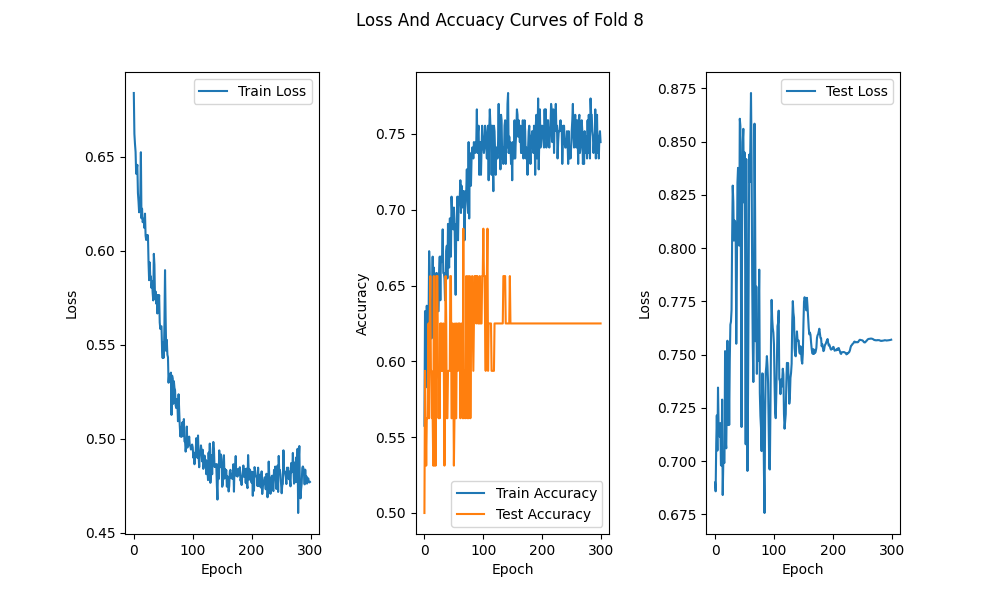 Loss And Accuacy Curves of Fold 8
Train Loss
0.65
0.60
0.55
0.50
0.45
Loss
0 100 200 300
Epoch
0.75
0.70
0.65
0.60
0.55
0.50
Accuracy
Train Accuracy
Test Accuracy
0 100 200 300
Epoch
Test Loss
0.875
0.850
0.825
0.800
0.775
0.750
0.725
0.700
0.675
Loss
0 100 200 300
Epoch